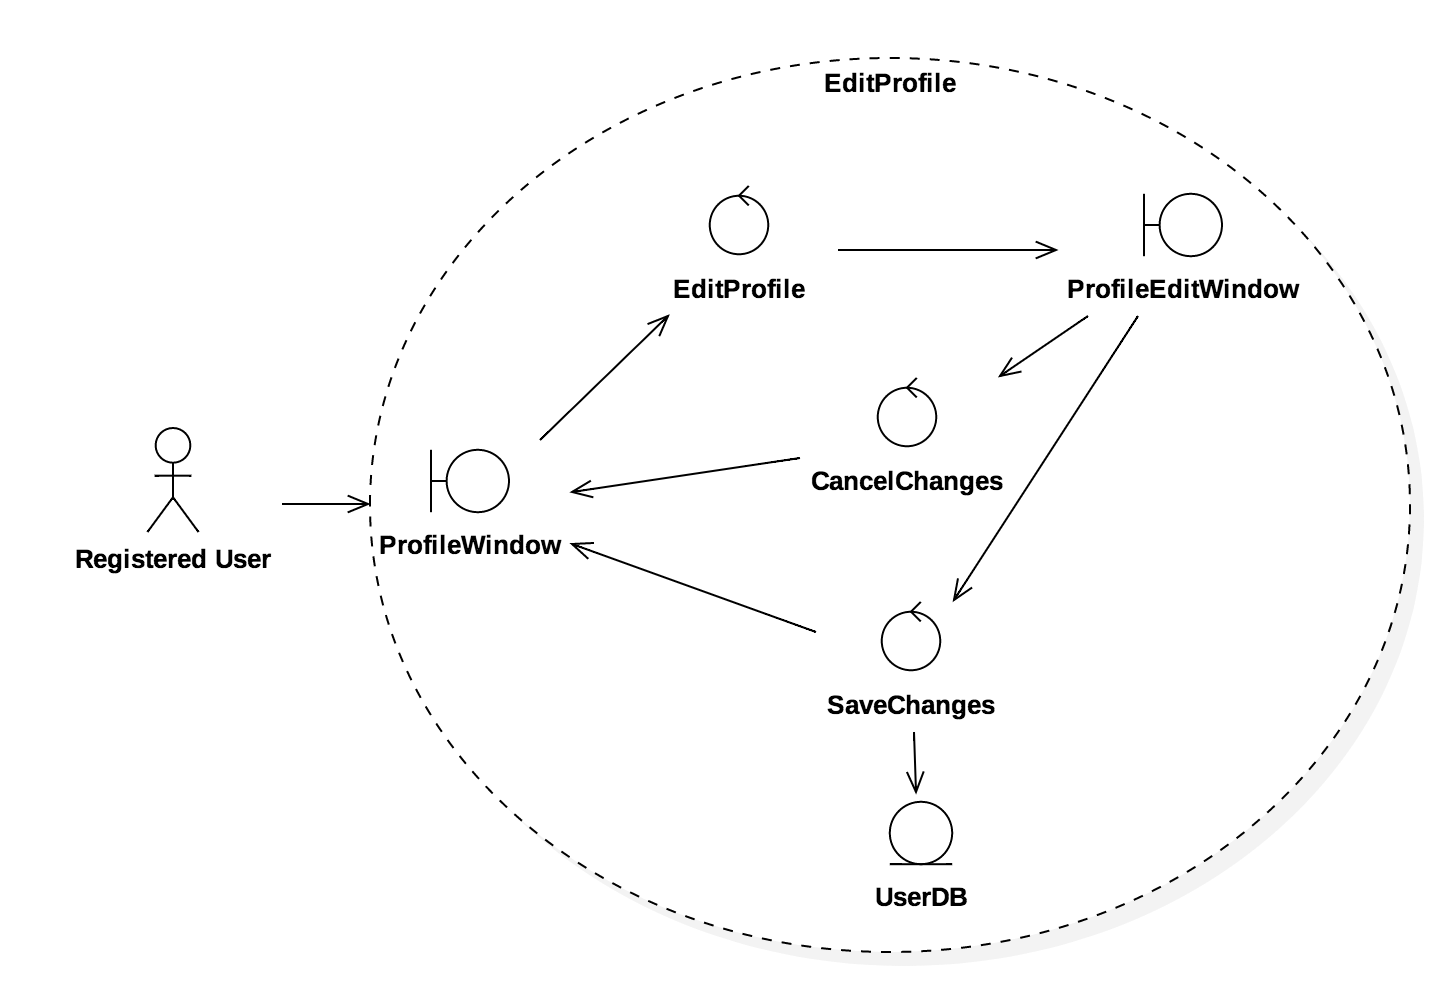 EditProfile
EditProfile
ProfileEditWindow
CancelChanges
ProfileWindow
Registered User
SaveChanges
UserDB